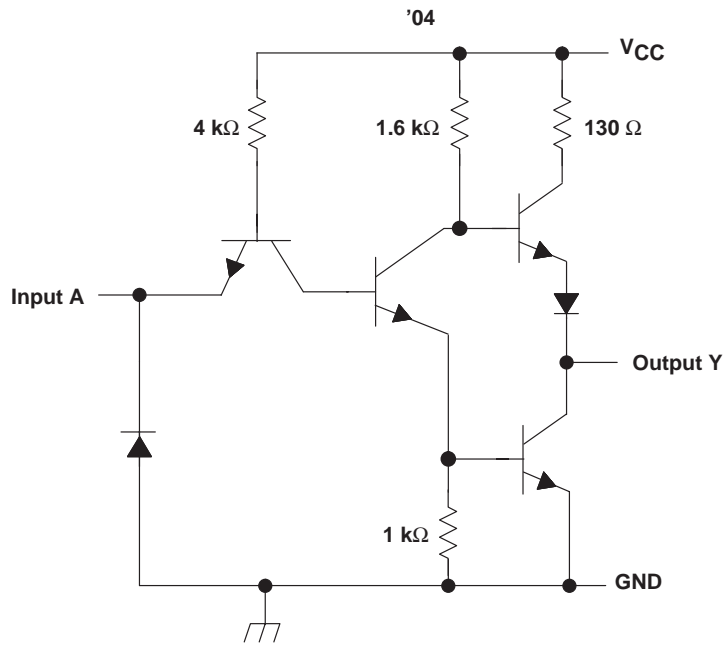 '04
VCC
4 kΩ
1.6 kΩ
130 Ω
Input A
Output Y
1 kΩ
GND